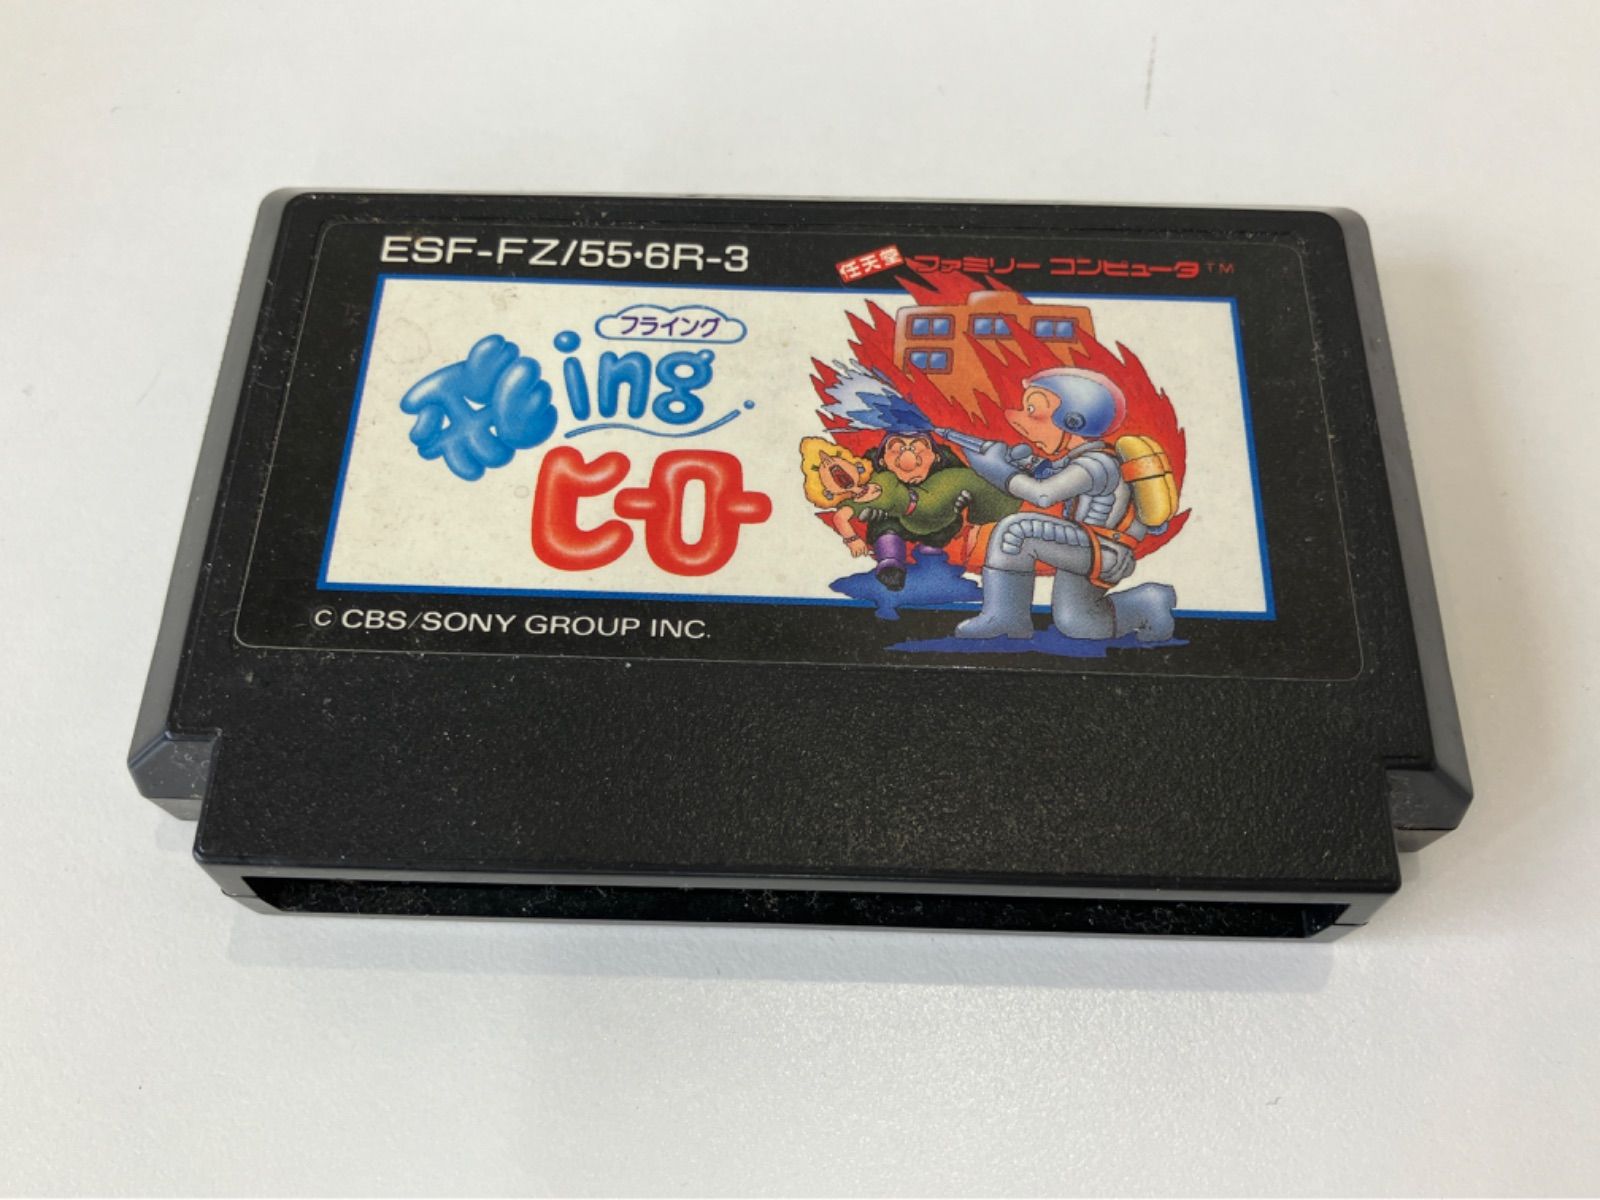 ESF-FZ/55•6R-3
任天堂 ファミリー コンピュータ™
フライング
飛ing
ヒーロー
© CBS/SONY GROUP INC.